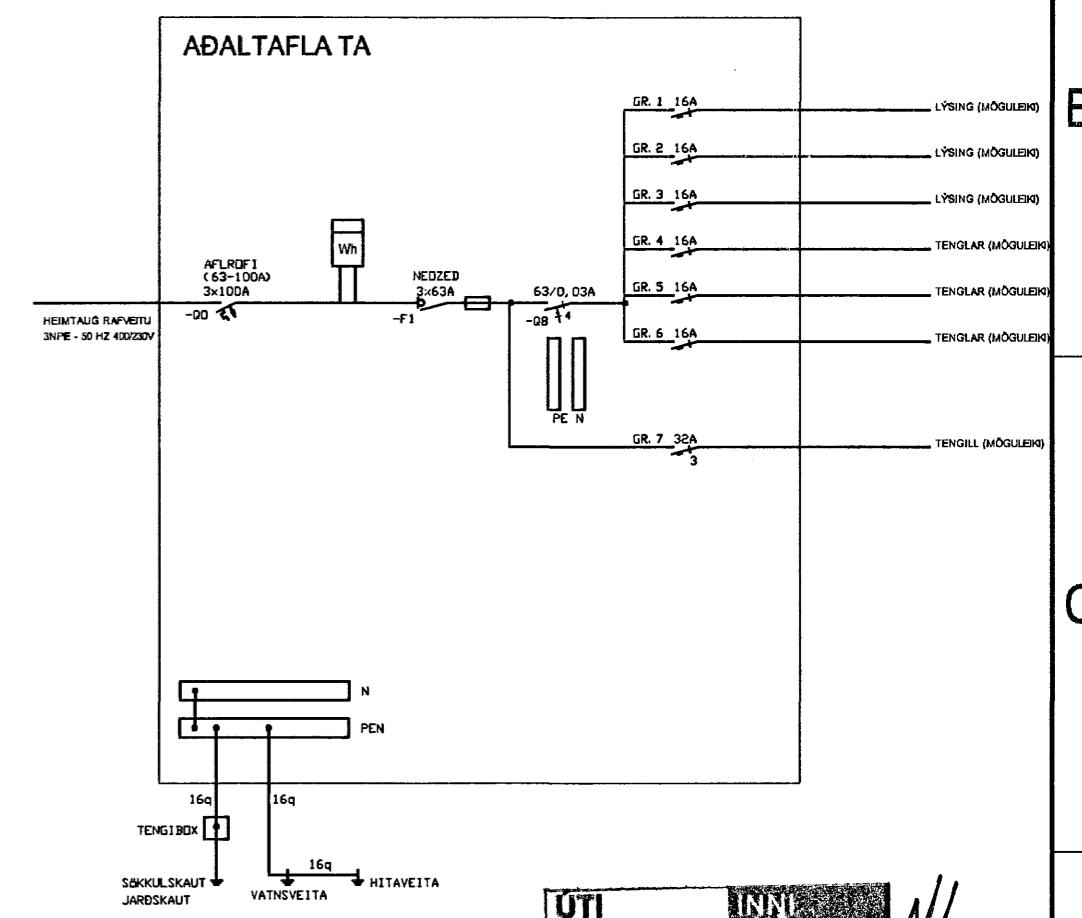 AÐALTAFLA TA
GR. 1 16A
LÝSING (MÖGULEIKI)
GR. 2 16A
LÝSING (MÖGULEIKI)
GR. 3 16A
LÝSING (MÖGULEIKI)
GR. 4 16A
TENGLAR (MÖGULEIKI)
GR. 5 16A
TENGLAR (MÖGULEIKI)
GR. 6 16A
TENGLAR (MÖGULEIKI)
GR. 7 32A
3
TENGILL (MÖGULEIKI)
Wh
AFLROFI
(63-100A)
3x100A
-Q0
HEIMTAUG RAFVEITU
3NPE - 50 HZ 400/230V
NEOZED
3x63A
-F1
63/0,03A
-Q8 4
PE N
N
PEN
16q 16q
TENGIBOX
16q
SÖKKULSKAUT
JARÐSKAUT
VATNSVEITA
HITAVEITA
ÚTI INNI
C